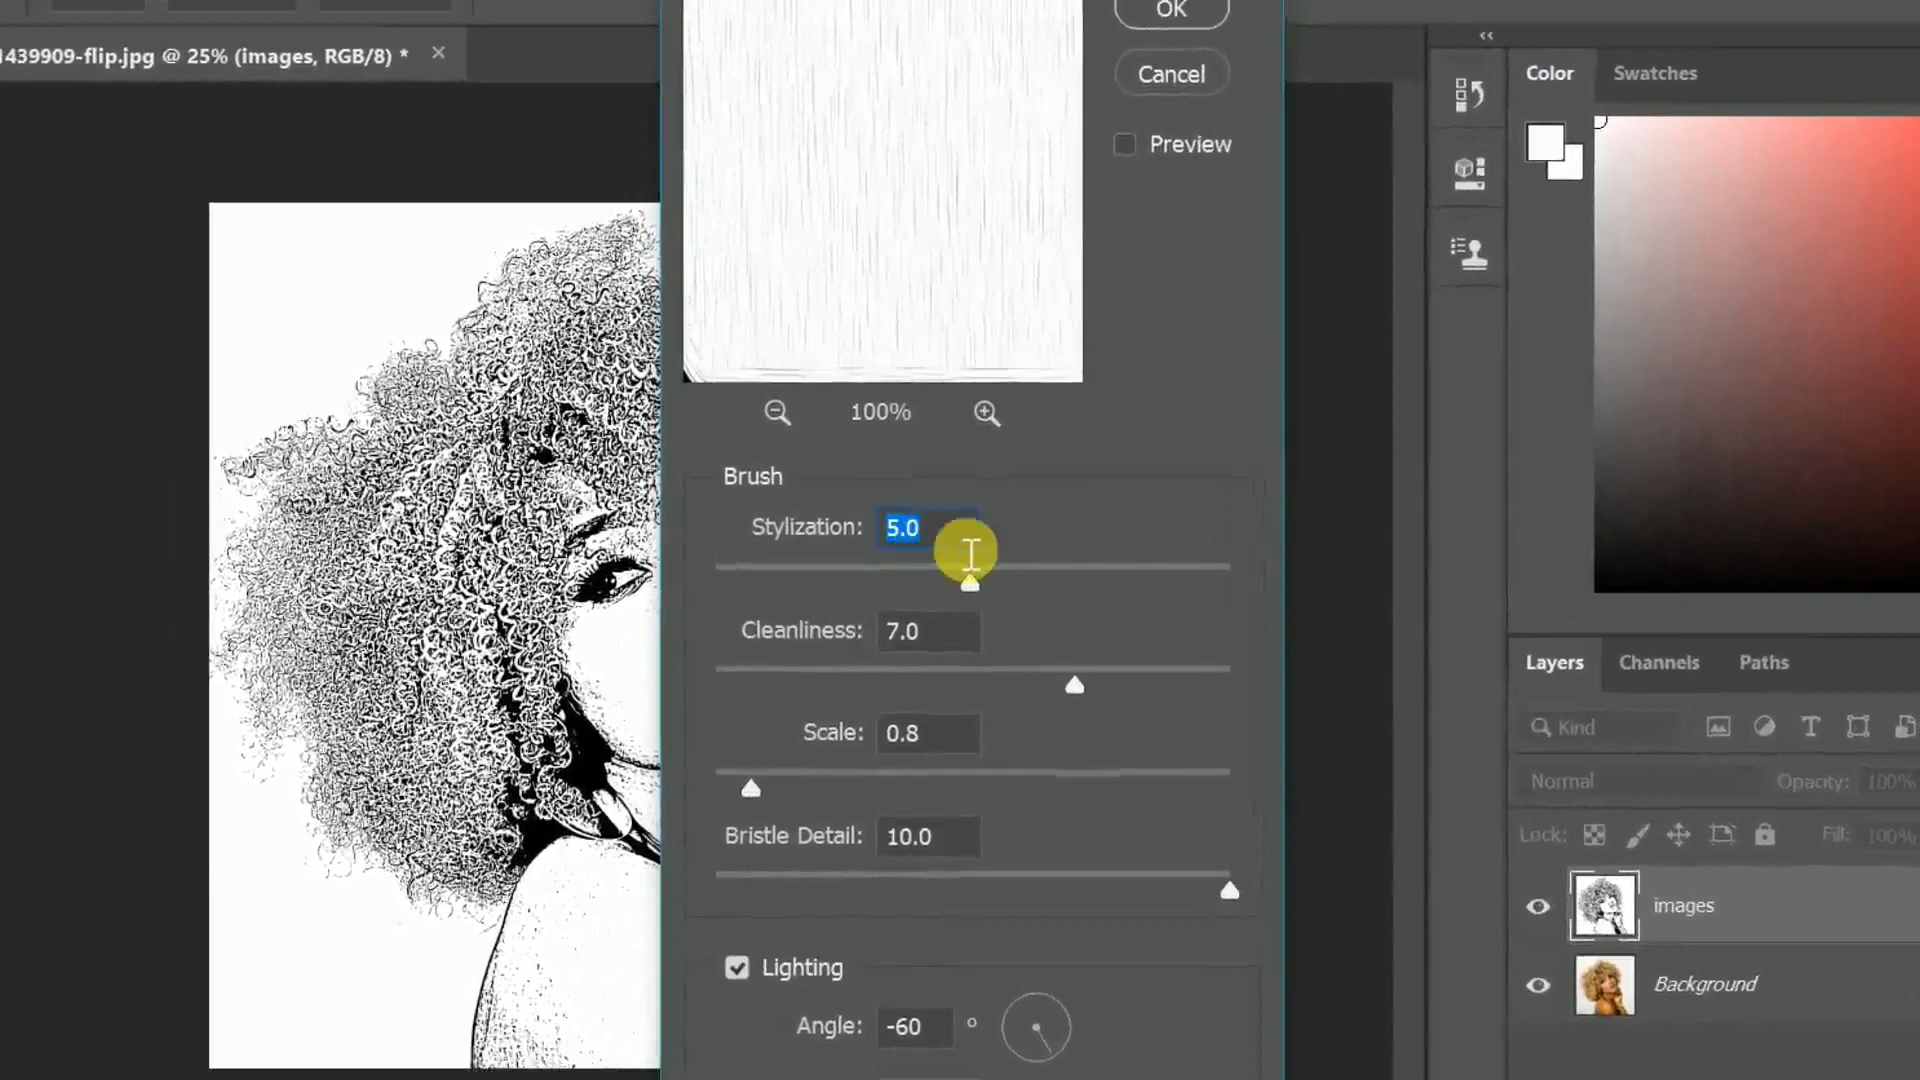 1439909-flip.jpg @ 25% (images, RGB/8) *
OK
Cancel
Preview
100%
Brush
Stylization: 5.0
Cleanliness: 7.0
Scale: 0.8
Bristle Detail: 10.0
Lighting
Angle: -60 °
Color Swatches
Layers Channels Paths
Kind
Normal Opacity: 100%
Lock: Fill: 100%
images
Background